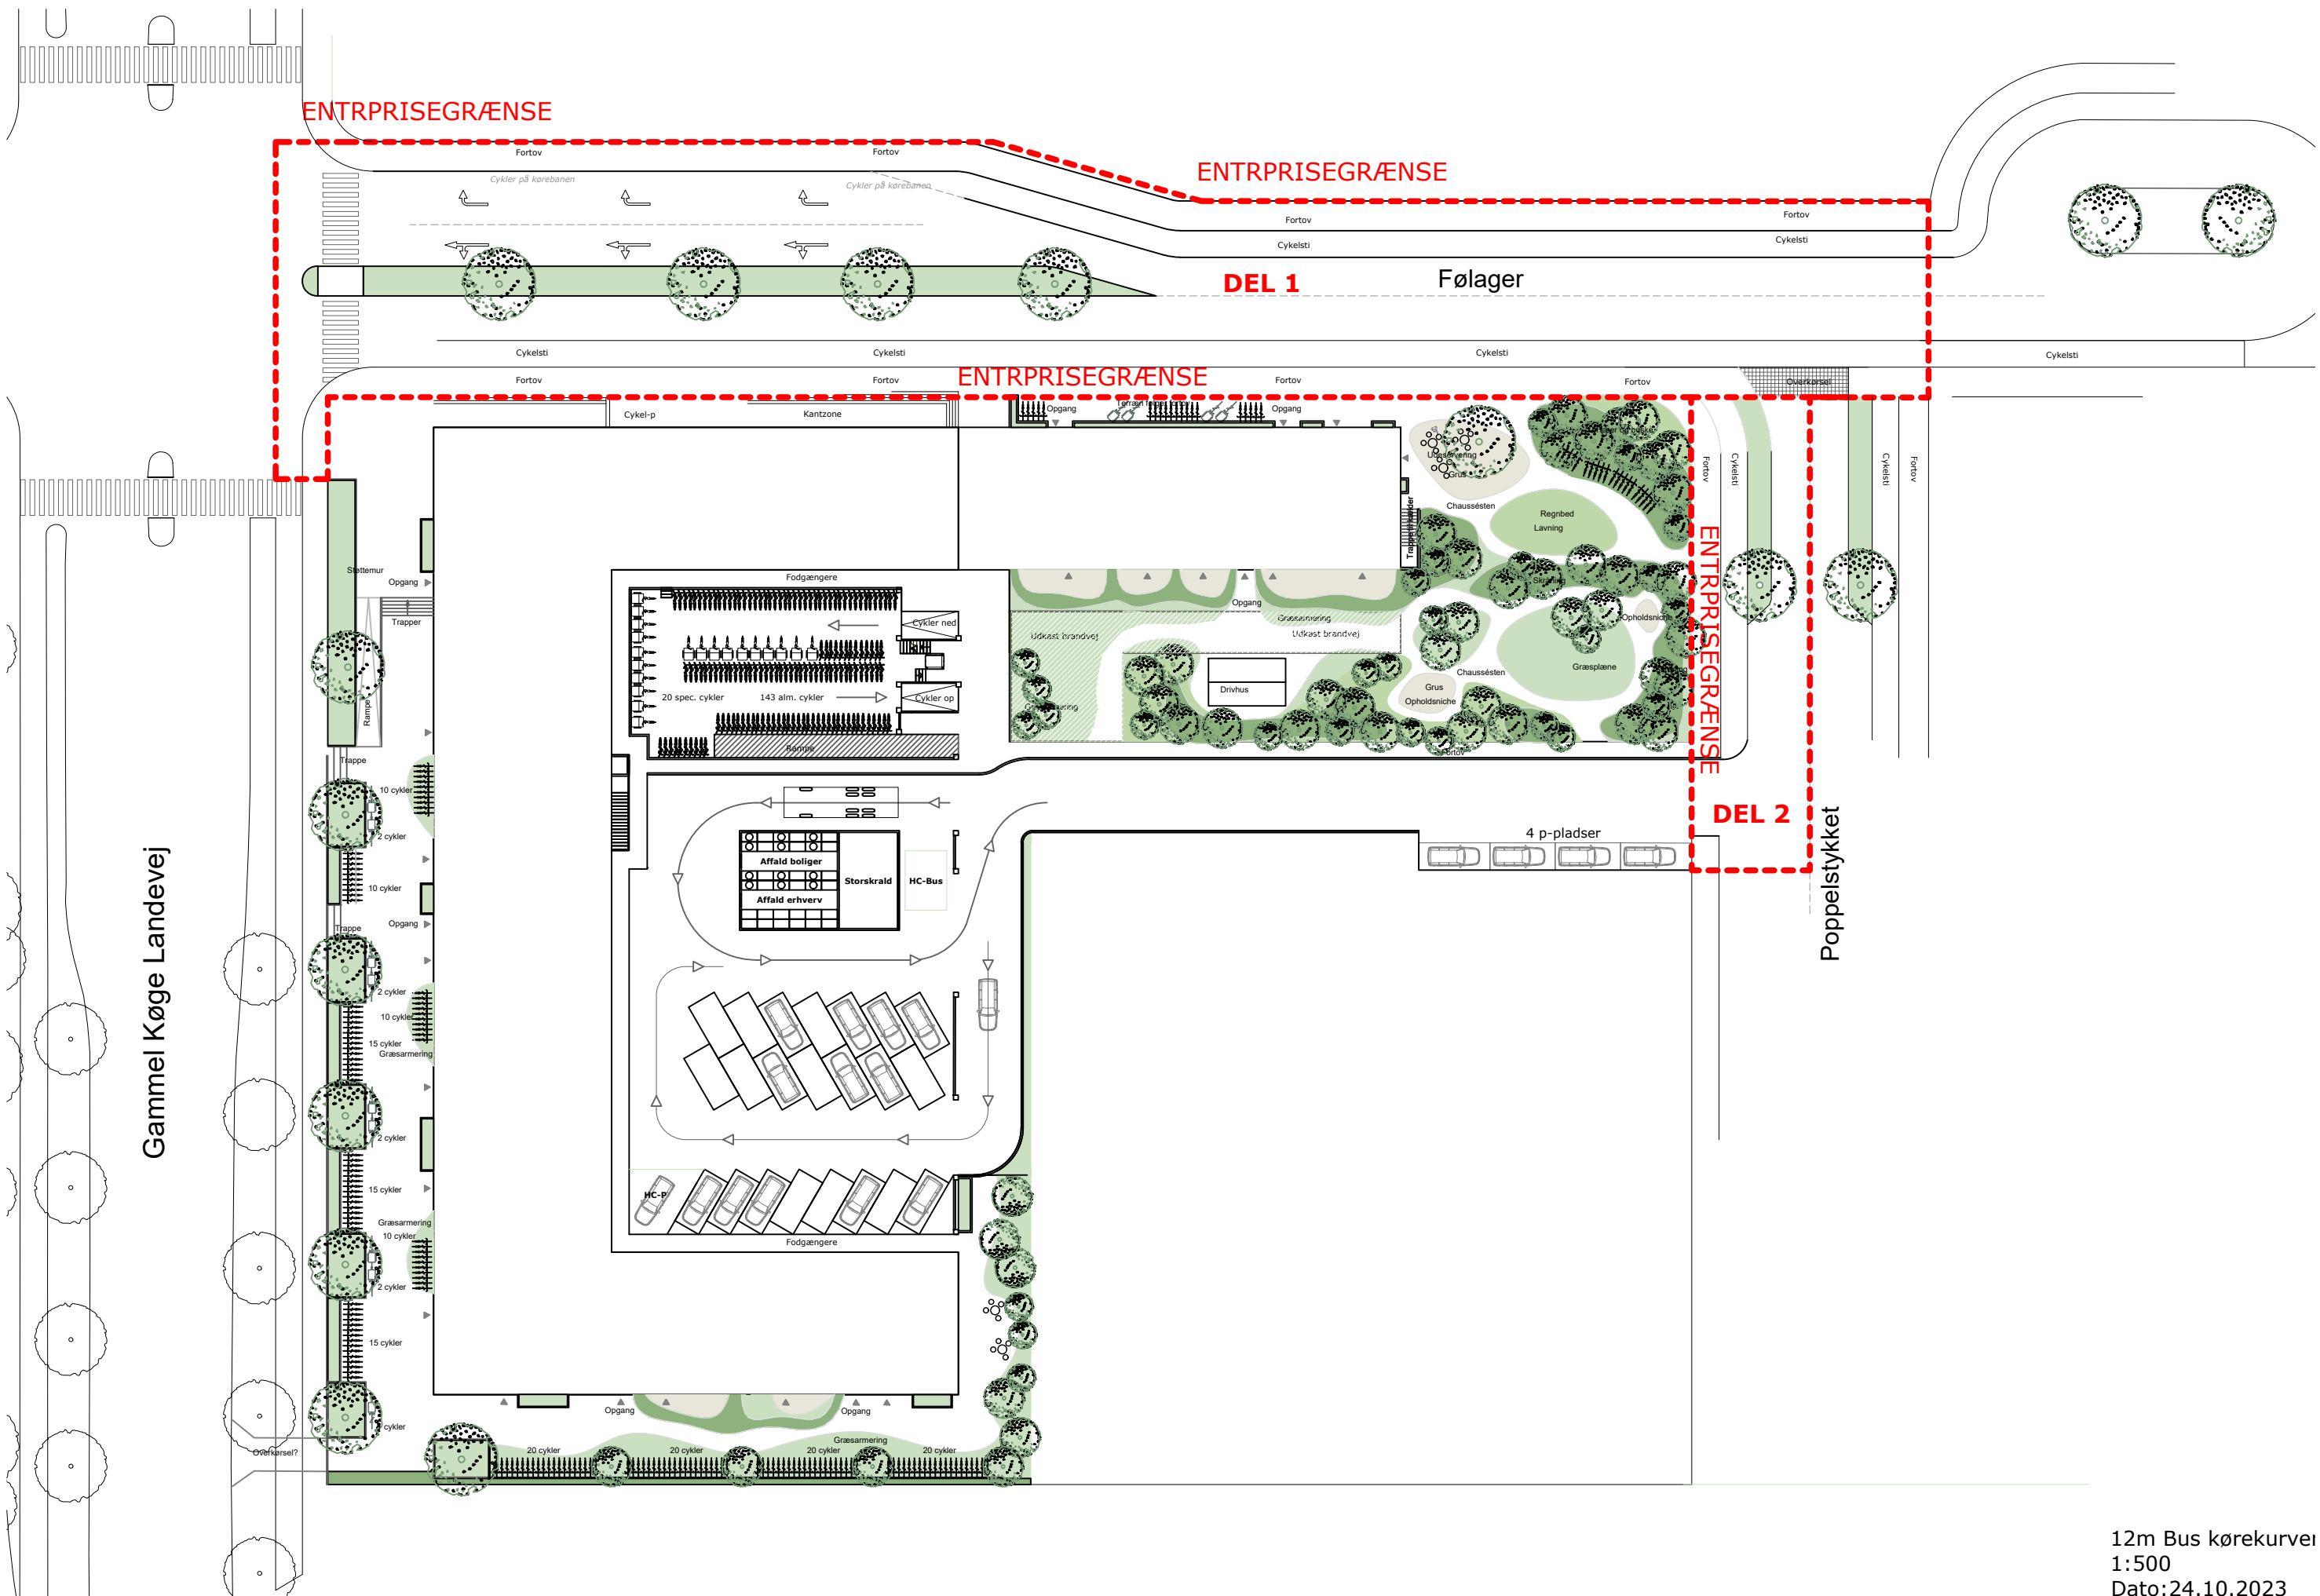 ENTRPRISEGRÆNSE
Fortov
Fortov
Cykler på kørebanen
Cykler på kørebanen
ENTRPRISEGRÆNSE
Fortov
Fortov
Cykelsti
Cykelsti
DEL 1
Følager
Cykelsti
Cykelsti
Cykelsti
Cykelsti
Fortov
Fortov
ENTRPRISEGRÆNSE
Fortov
Fortov
Overkørsel
Cykel-p
Kantzone
Opgang
Opgang
Udeservering
Grus
Chaussésten
Regnbed
Lavning
Fortov
Cykelsti
Cykelsti
Fortov
Støttemur
Opgang
Trapper
Rampe
Trappe
Fodgængere
Cykler ned
20 spec. cykler
143 alm. cykler
Cykler op
Rampe
Opgang
Græsarmering
Udkast brandvej
Udkast brandvej
Skråning
Opholdsniche
Græsplæne
Chaussésten
Drivhus
Grus
Opholdsniche
Fortov
ENTRPRISEGRÆNSE
DEL 2
4 p-pladser
Poppelstykket
10 cykler
2 cykler
10 cykler
Opgang
Trappe
2 cykler
10 cykler
15 cykler
Græsarmering
2 cykler
15 cykler
Græsarmering
10 cykler
2 cykler
15 cykler
cykler
Gammel Køge Landevej
Affald boliger
Storskrald
HC-Bus
Affald erhverv
HC-P
Fodgængere
Opgang
Opgang
Græsarmering
20 cykler
20 cykler
20 cykler
20 cykler
Overkørsel?
12m Bus kørekurver
1:500
Dato:24.10.2023